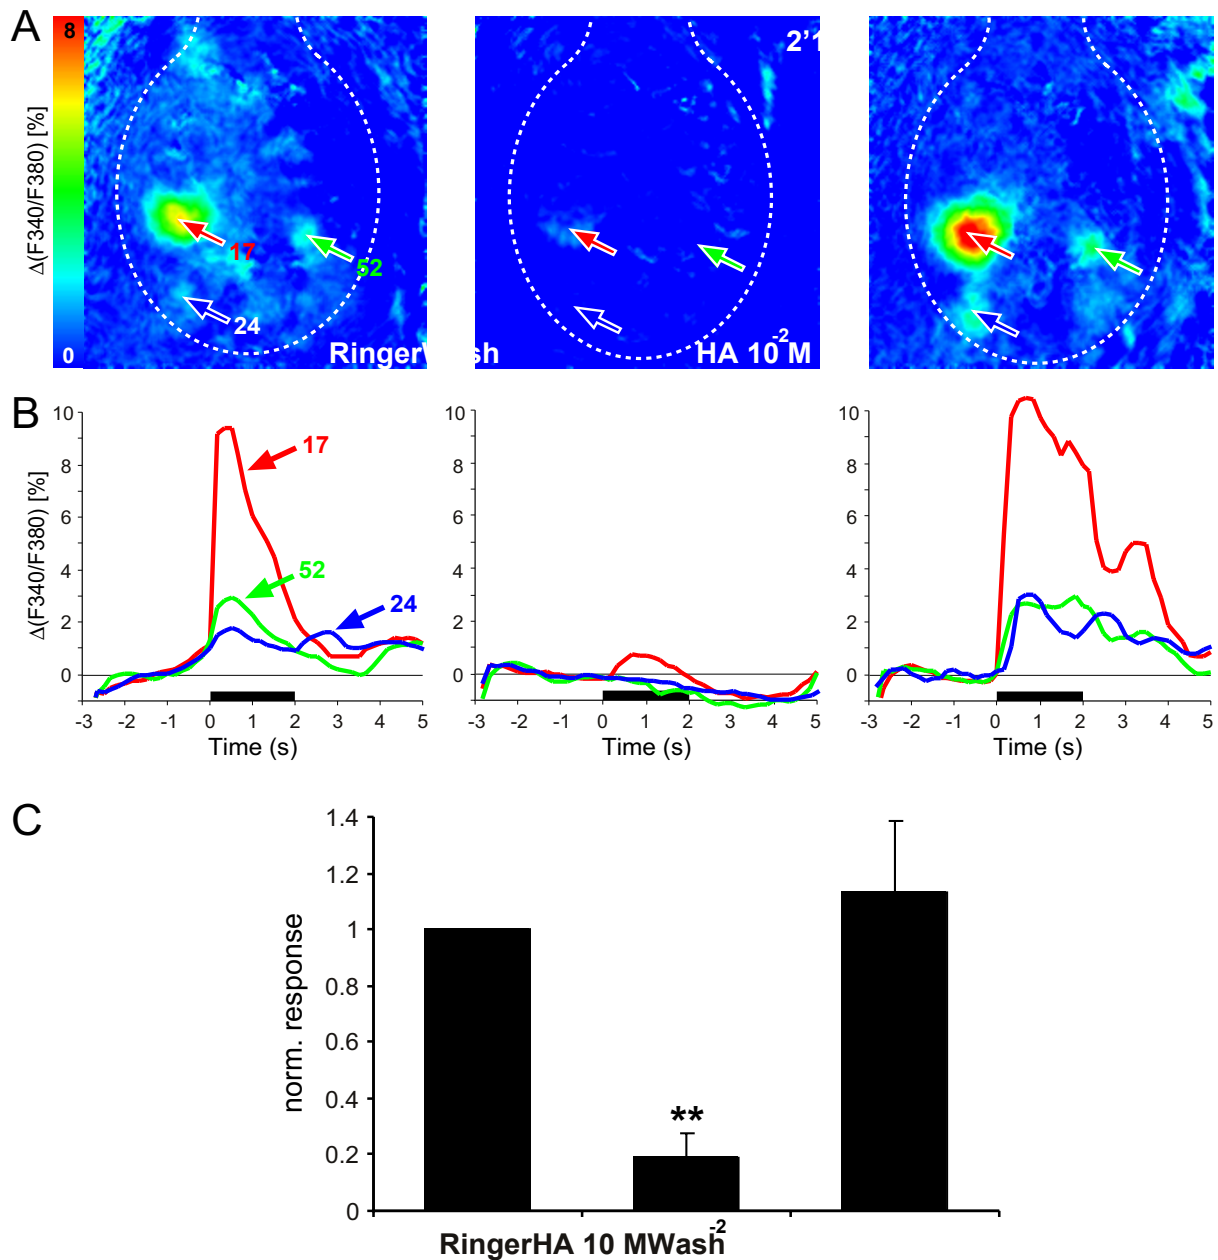 A
8
Δ(F340/F380) [%]
0
17
52
24
RingerWash
2'1
HA 10-2M
B
10
8
6
4
2
0
Δ(F340/F380) [%]
17
52
24
-3 -2 -1 0 1 2 3 4 5
Time (s)
10
8
6
4
2
0
-3 -2 -1 0 1 2 3 4 5
Time (s)
10
8
6
4
2
0
-3 -2 -1 0 1 2 3 4 5
Time (s)
C
1.4
1.2
1
0.8
0.6
0.4
0.2
0
norm. response
**
RingerHA 10 MWash-2